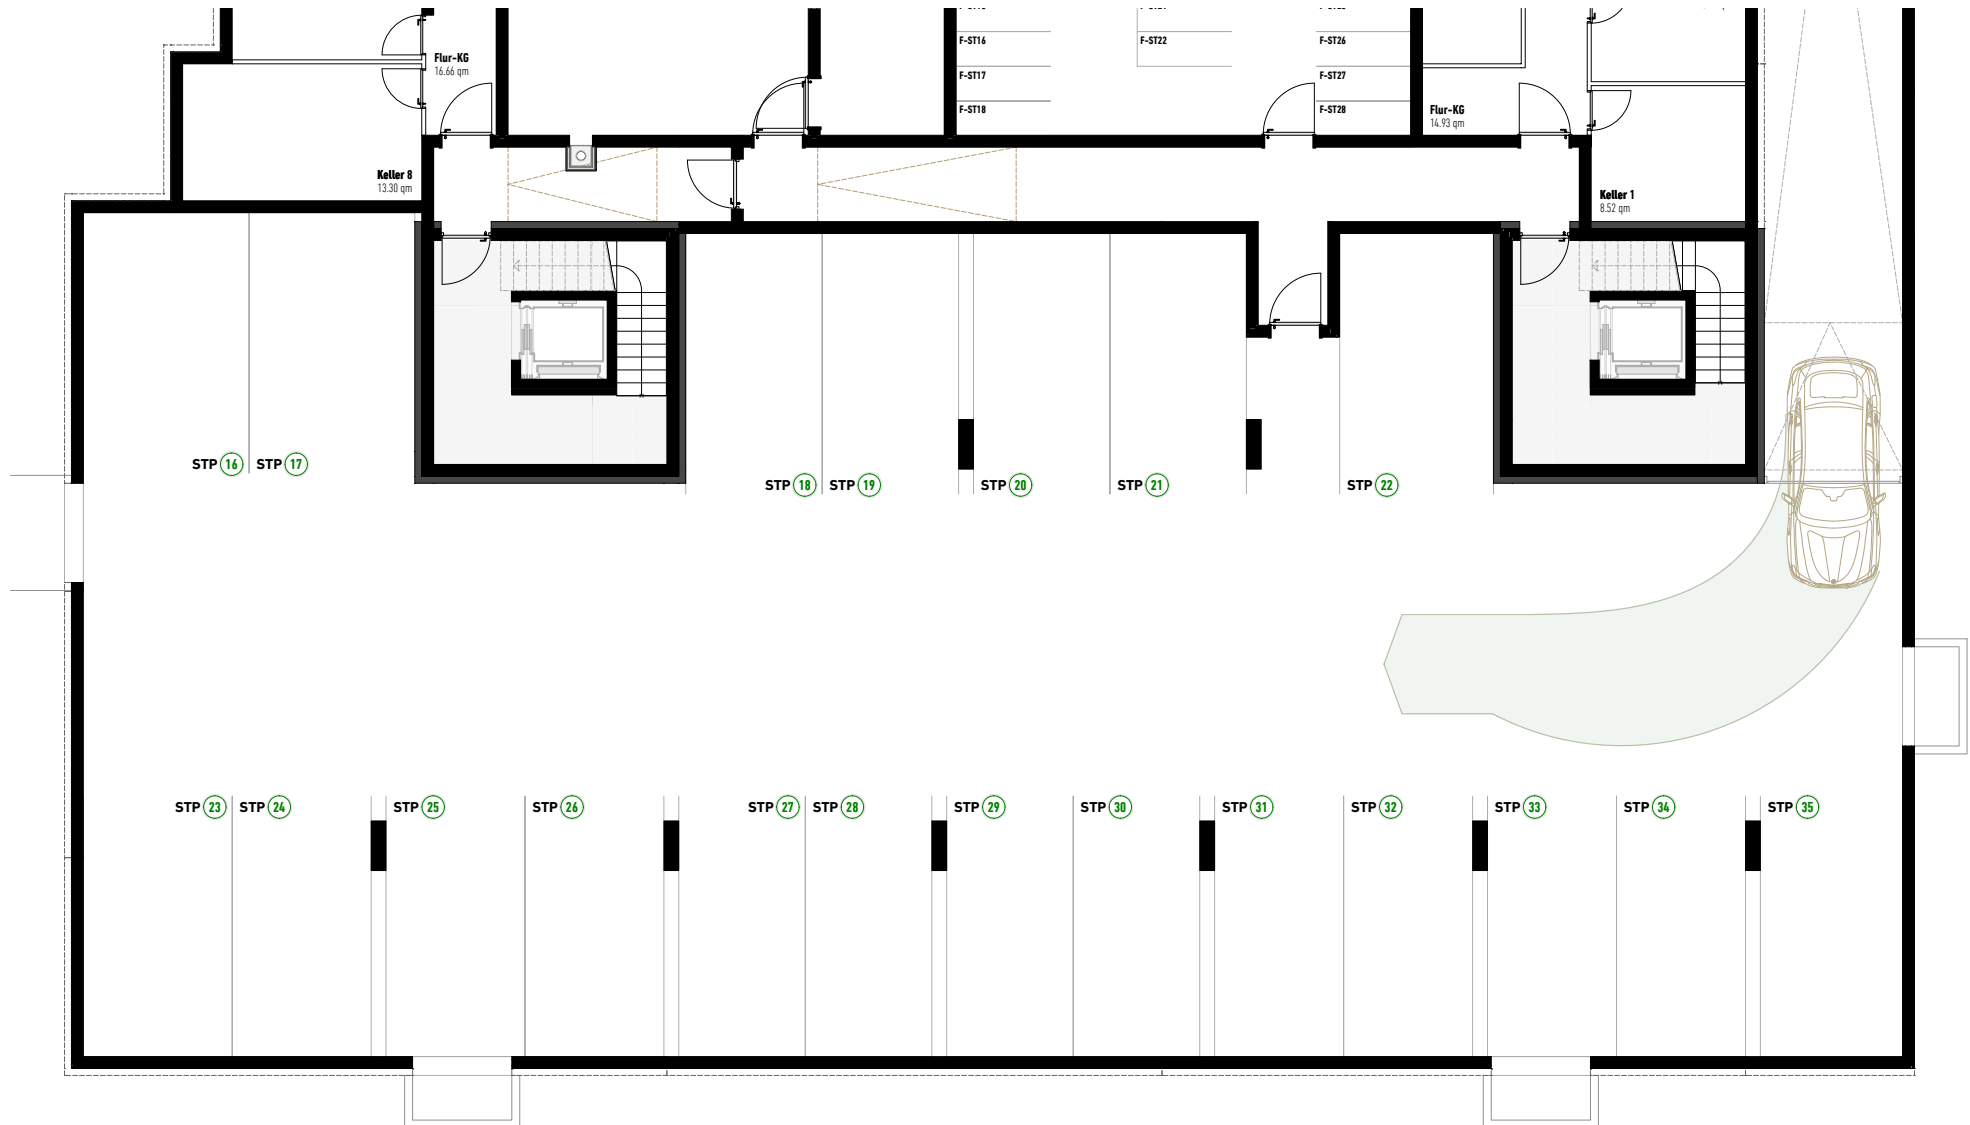 F-ST16
F-ST22
F-ST26
Flur-KG
16.66 qm
F-ST17
F-ST27
F-ST18
F-ST28
Flur-KG
14.93 qm
Keller 8
13.30 qm
Keller 1
8.52 qm
STP 16
STP 17
STP 18
STP 19
STP 20
STP 21
STP 22
STP 23
STP 24
STP 25
STP 26
STP 27
STP 28
STP 29
STP 30
STP 31
STP 32
STP 33
STP 34
STP 35